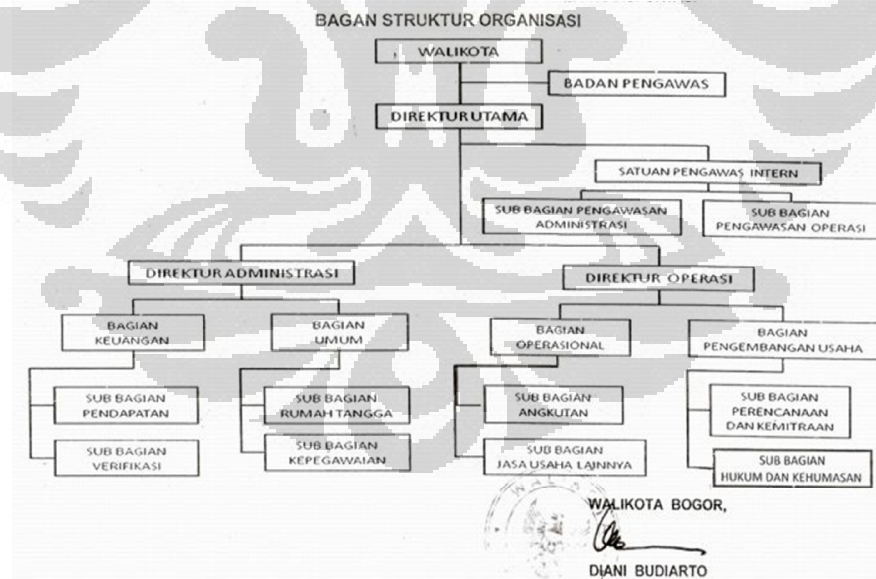 BAGAN STRUKTUR ORGANISASI
WALIKOTA
BADAN PENGAWAS
DIREKTUR UTAMA
SATUAN PENGAWAS INTERN
SUB BAGIAN PENGAWASAN
ADMINISTRASI
SUB BAGIAN
PENGAWASAN OPERASI
DIREKTUR ADMINISTRASI
DIREKTUR OPERASI
BAGIAN
KEUANGAN
BAGIAN
UMUM
BAGIAN
OPERASIONAL
BAGIAN
PENGEMBANGAN USAHA
SUB BAGIAN
PENDAPATAN
SUB BAGIAN
RUMAH TANGGA
SUB BAGIAN
ANGKUTAN
SUB BAGIAN
PERENCANAAN
DAN KEMITRAAN
SUB BAGIAN
VERIFIKASI
SUB BAGIAN
KEPEGAWAIAN
SUB BAGIAN
JASA USAHA LAINNYA
SUB BAGIAN
HUKUM DAN KEHUMASAN
WALIKOTA BOGOR,
DIANI BUDIARTO